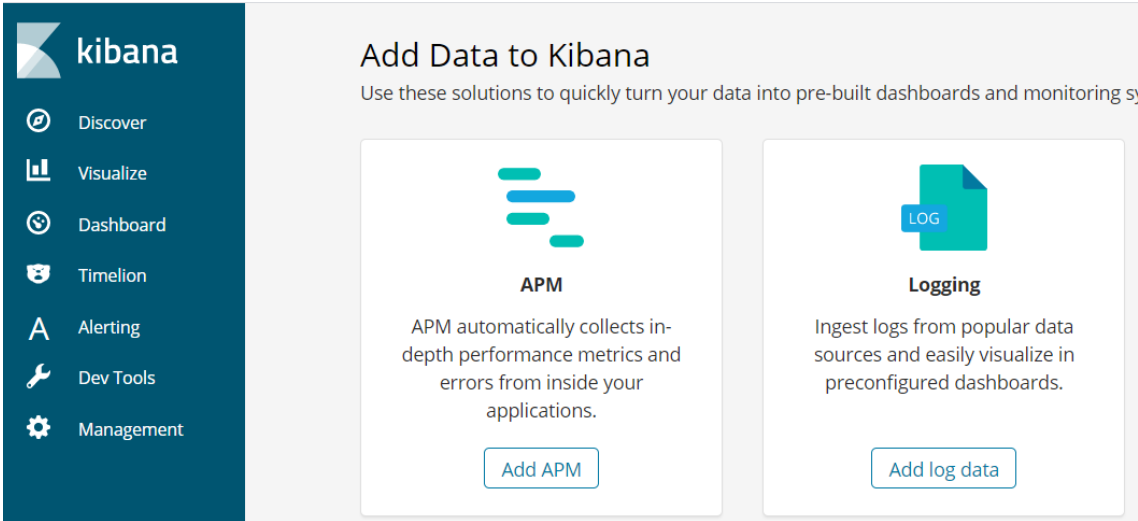 kibana
Discover
Visualize
Dashboard
Timelion
A Alerting
Dev Tools
Management
Add Data to Kibana
Use these solutions to quickly turn your data into pre-built dashboards and monitoring
APM
APM automatically collects in-
depth performance metrics and
errors from inside your
applications.
Add APM
LOG
Logging
Ingest logs from popular data
sources and easily visualize in
preconfigured dashboards.
Add log data